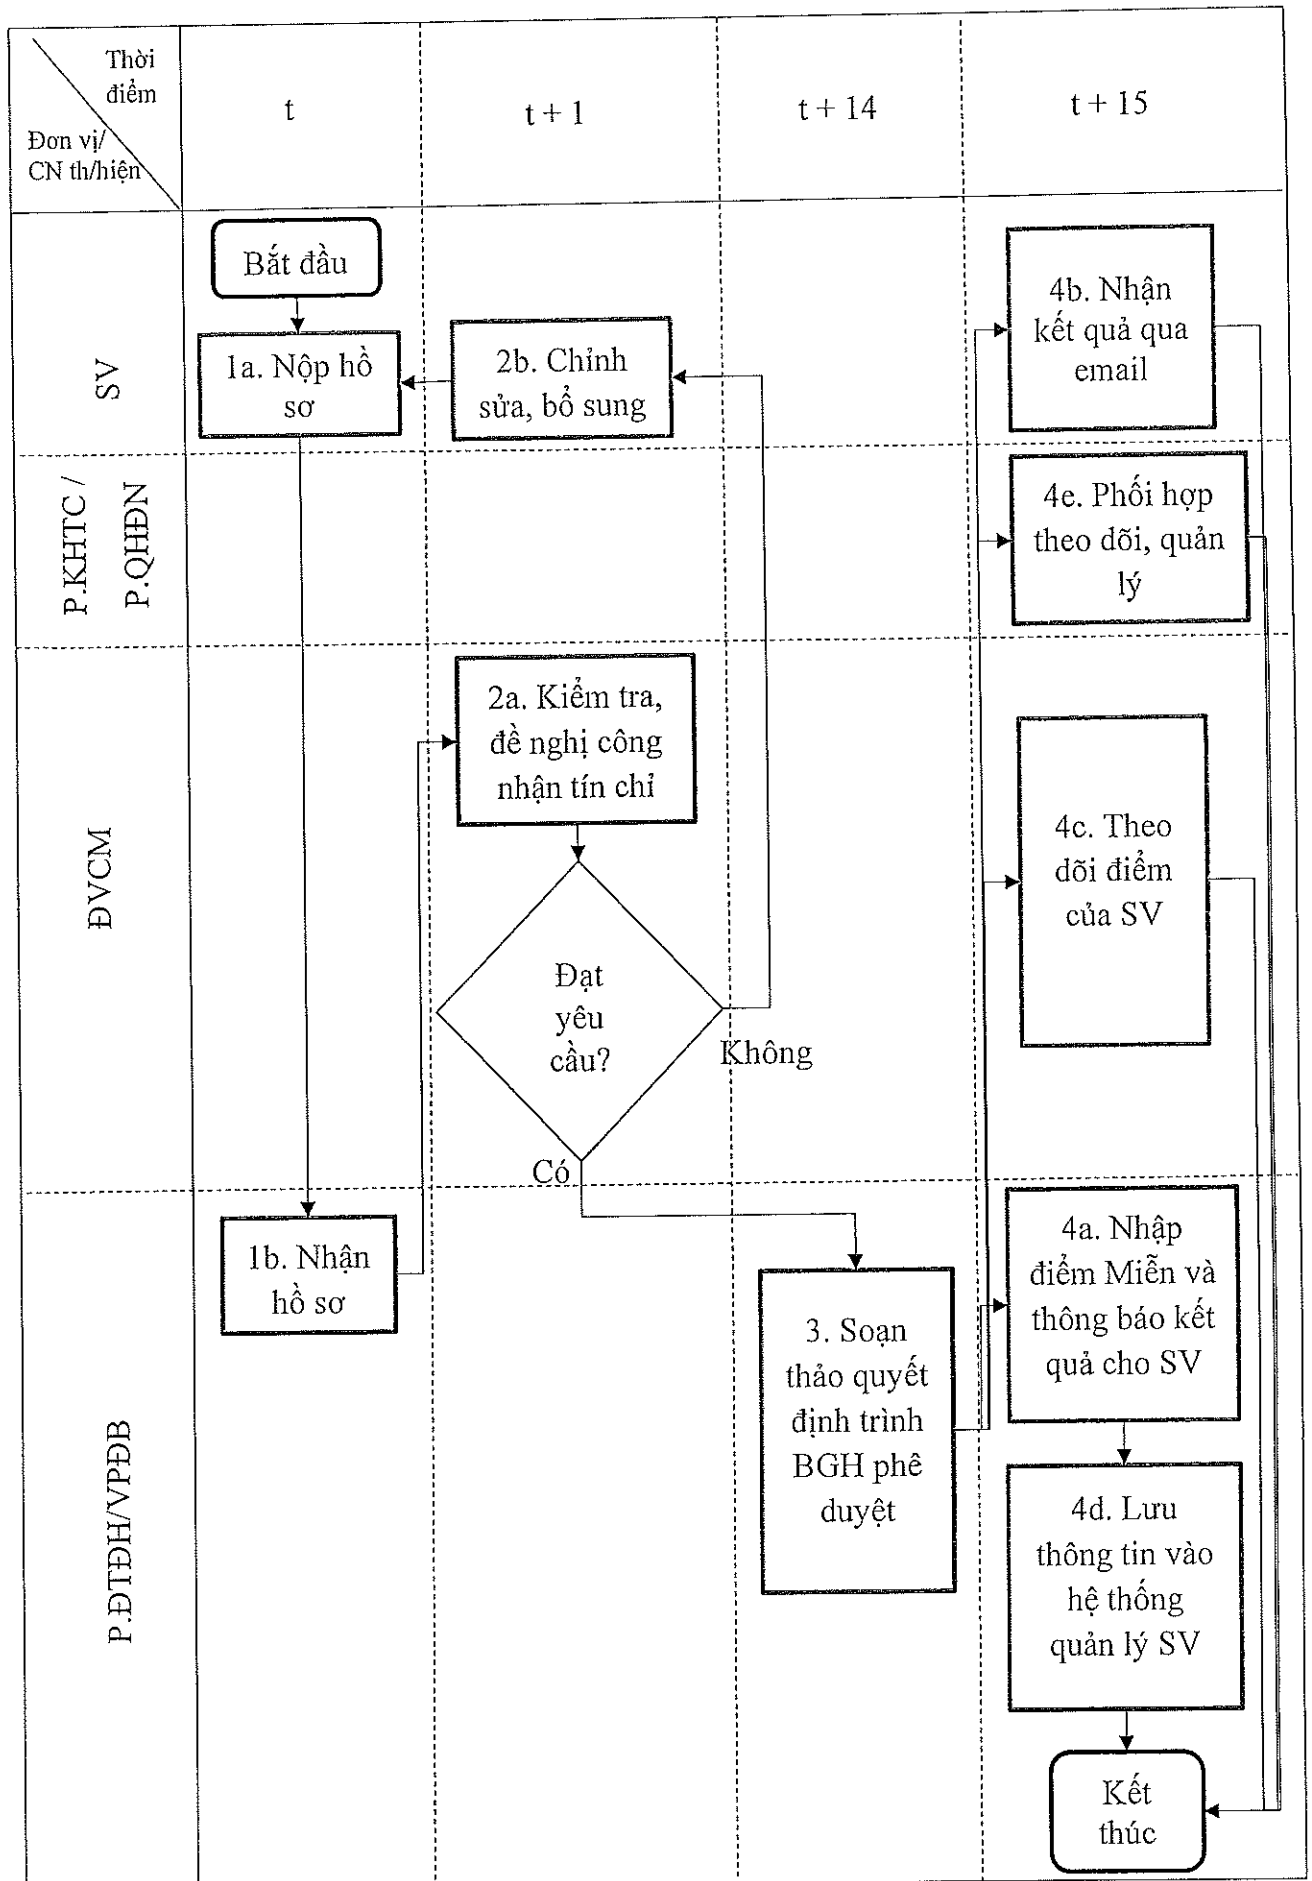 Thời
điểm
Đơn vị/
CN th/hiện
t
t + 1
t + 14
t + 15
SV
Bắt đầu
1a. Nộp hồ
sơ
2b. Chỉnh
sửa, bổ sung
4b. Nhận
kết quả qua
email
P.KHTC /
P.QHĐN
4e. Phối hợp
theo dõi, quản
lý
ĐVCM
2a. Kiểm tra,
đề nghị công
nhận tín chỉ
Đạt
yêu
cầu?
Không
Có
4c. Theo
dõi điểm
của SV
P.ĐTĐH/VPĐB
1b. Nhận
hồ sơ
3. Soạn
thảo quyết
định trình
BGH phê
duyệt
4a. Nhập
điểm Miễn và
thông báo kết
quả cho SV
4d. Lưu
thông tin vào
hệ thống
quản lý SV
Kết
thúc